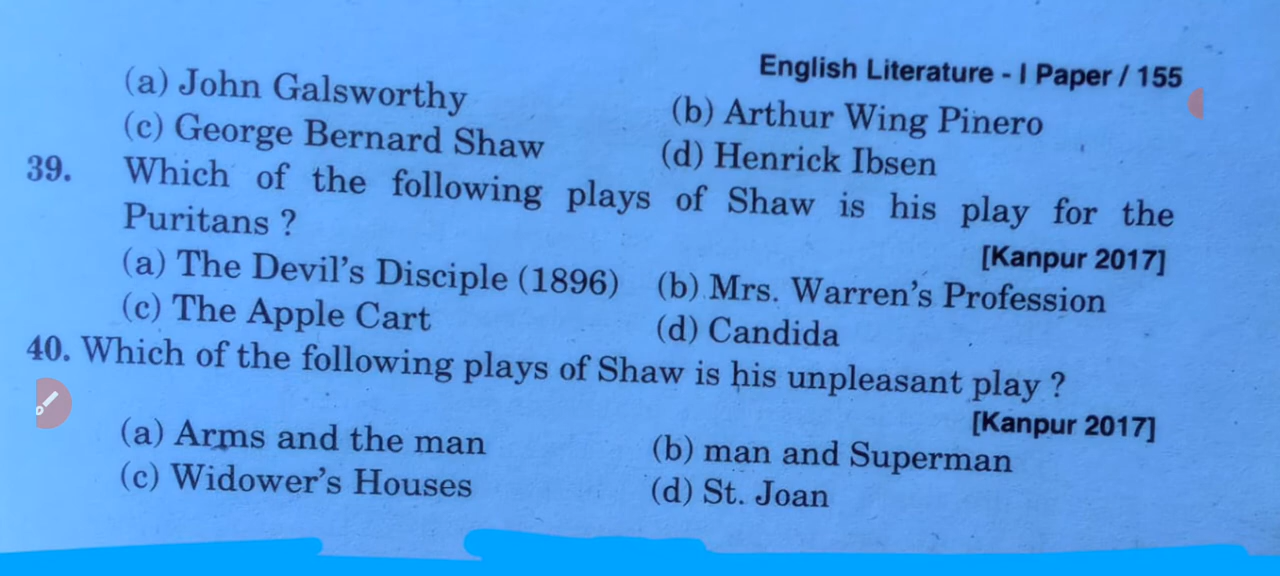 English Literature - I Paper / 155
(a) John Galsworthy (b) Arthur Wing Pinero
(c) George Bernard Shaw (d) Henrick Ibsen
39. Which of the following plays of Shaw is his play for the
Puritans ? [Kanpur 2017]
(a) The Devil's Disciple (1896) (b) Mrs. Warren's Profession
(c) The Apple Cart (d) Candida
40. Which of the following plays of Shaw is his unpleasant play ?
[Kanpur 2017]
(a) Arms and the man (b) man and Superman
(c) Widower's Houses (d) St. Joan